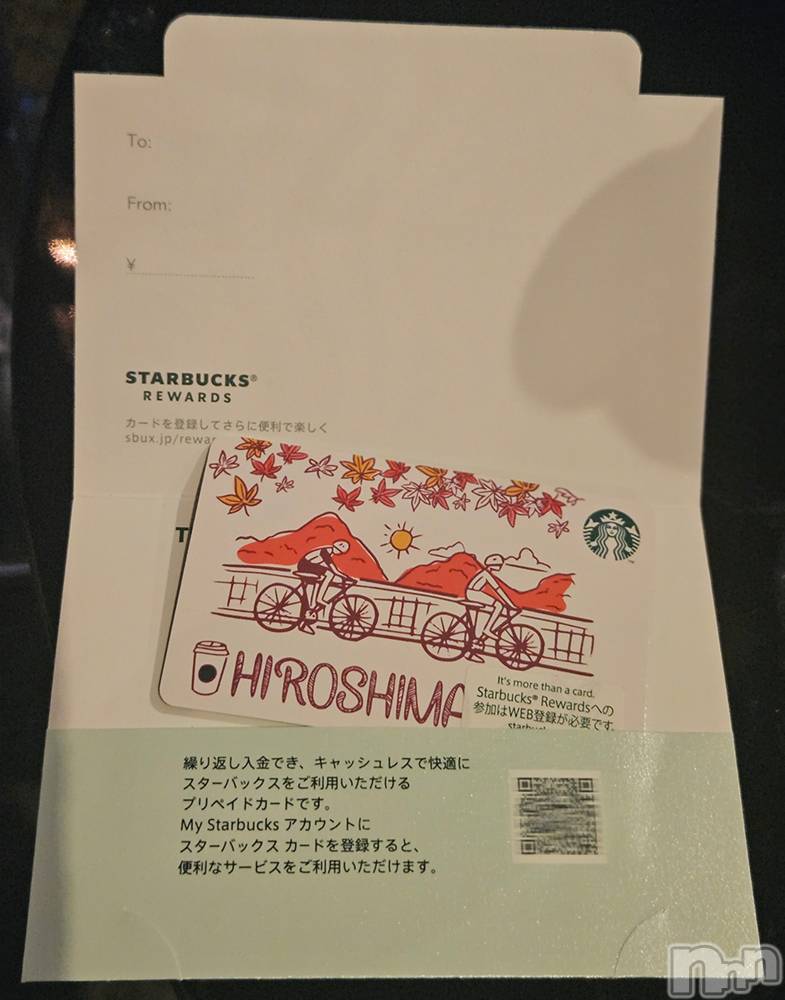 To:
From:
¥
STARBUCKS®
REWARDS
カードを登録してさらに便利で楽しく
sbux.jp/rewar
T
HIROSHIMA
It's more than a card.
Starbucks® Rewardsへの
参加はWEB登録が必要です。
繰り返し入金でき、キャッシュレスで快適に
スターバックスをご利用いただける
プリペイドカードです。
My Starbucks アカウントに
スターバックス カードを登録すると、
便利なサービスをご利用いただけます。
nnn